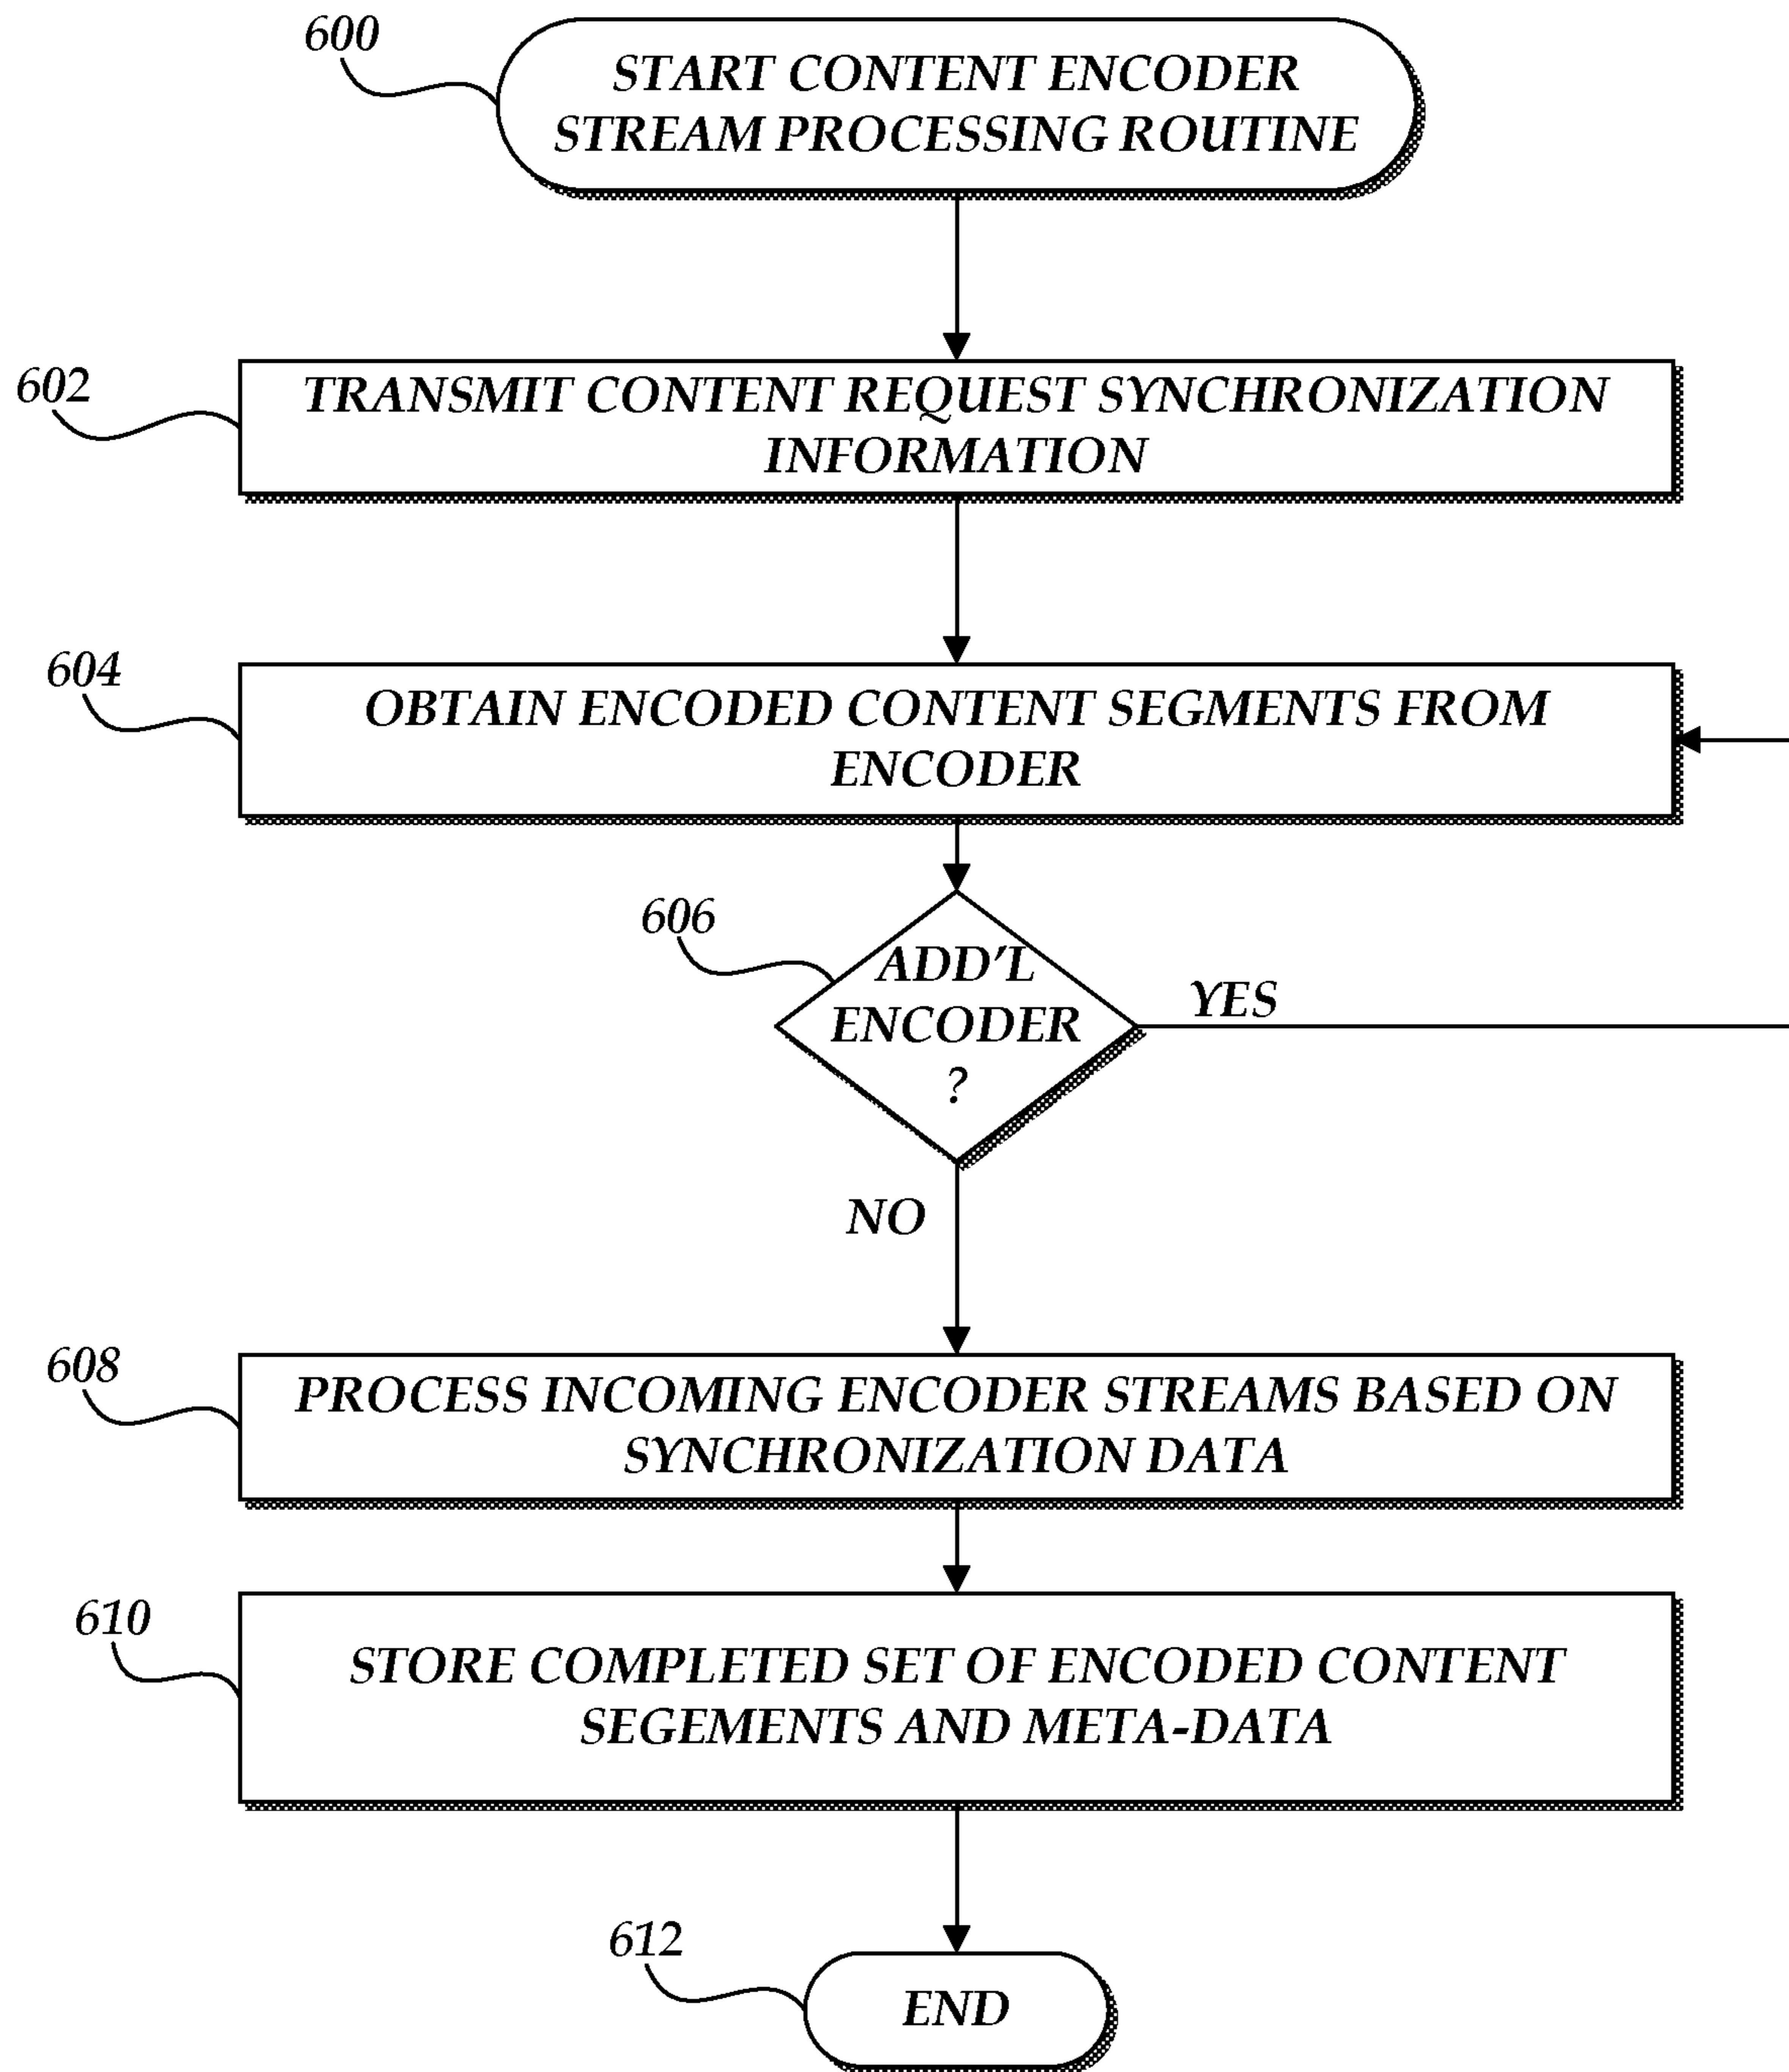 600
START CONTENT ENCODER
STREAM PROCESSING ROUTINE
602
TRANSMIT CONTENT REQUEST SYNCHRONIZATION
INFORMATION
604
OBTAIN ENCODED CONTENT SEGMENTS FROM
ENCODER
606
ADD'L
ENCODER
?
YES
NO
608
PROCESS INCOMING ENCODER STREAMS BASED ON
SYNCHRONIZATION DATA
610
STORE COMPLETED SET OF ENCODED CONTENT
SEGEMENTS AND META-DATA
612
END